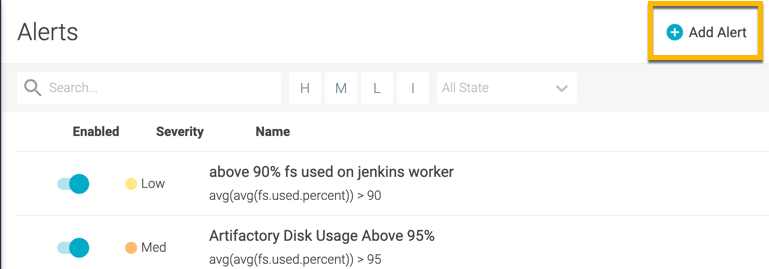 Alerts
Add Alert
Search...
H M L I All State
Enabled Severity Name
Low
above 90% fs used on jenkins worker
avg(avg(fs.used.percent)) > 90
Med
Artifactory Disk Usage Above 95%
avg(avg(fs.used.percent)) > 95